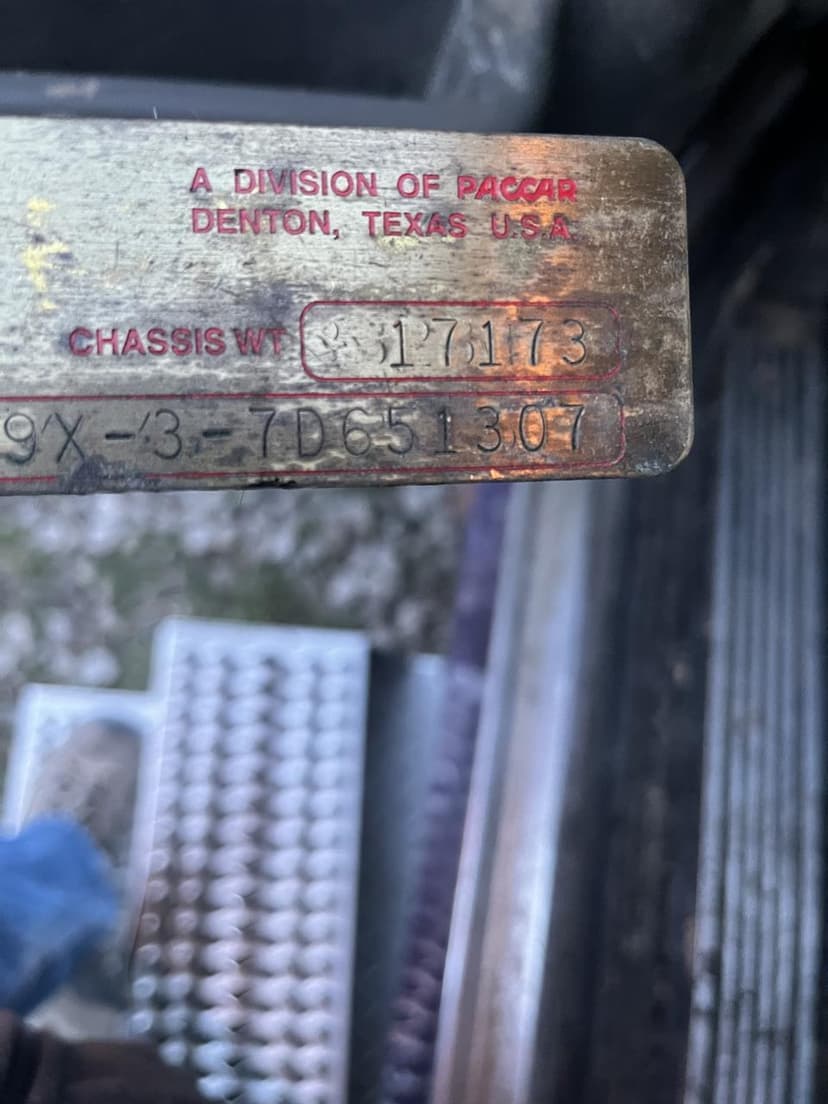 A DIVISION OF PACCAR
DENTON, TEXAS U.S.A.
CHASSIS WT 17173
9X-3-7D651307